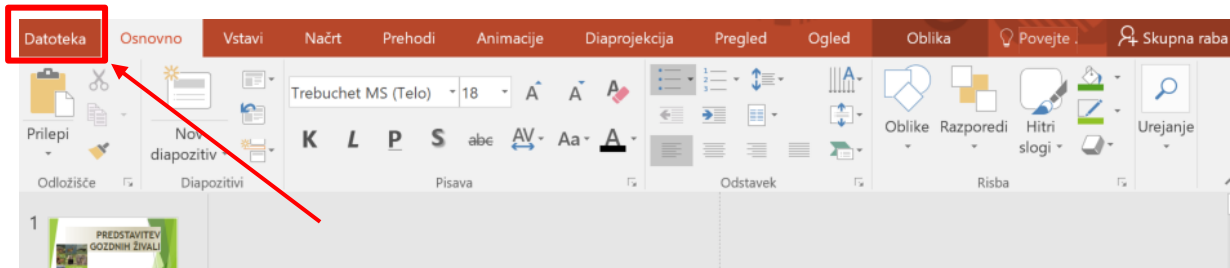 Datoteka Osnovno Vstavi Načrt Prehodi Animacije Diaprojekcija Pregled Ogled Oblika Povejte . Skupna raba
Trebuchet MS (Telo) 18 A A A
Prilepi Nov diapozitiv K L P S abc AV Aa A Oblike Razporedi Hitri slogi Urejanje
Odložišče Diapozitivi Pisava Odstavek Risba
1
PREDSTAVITEV
GOZDNIH ŽIVALI